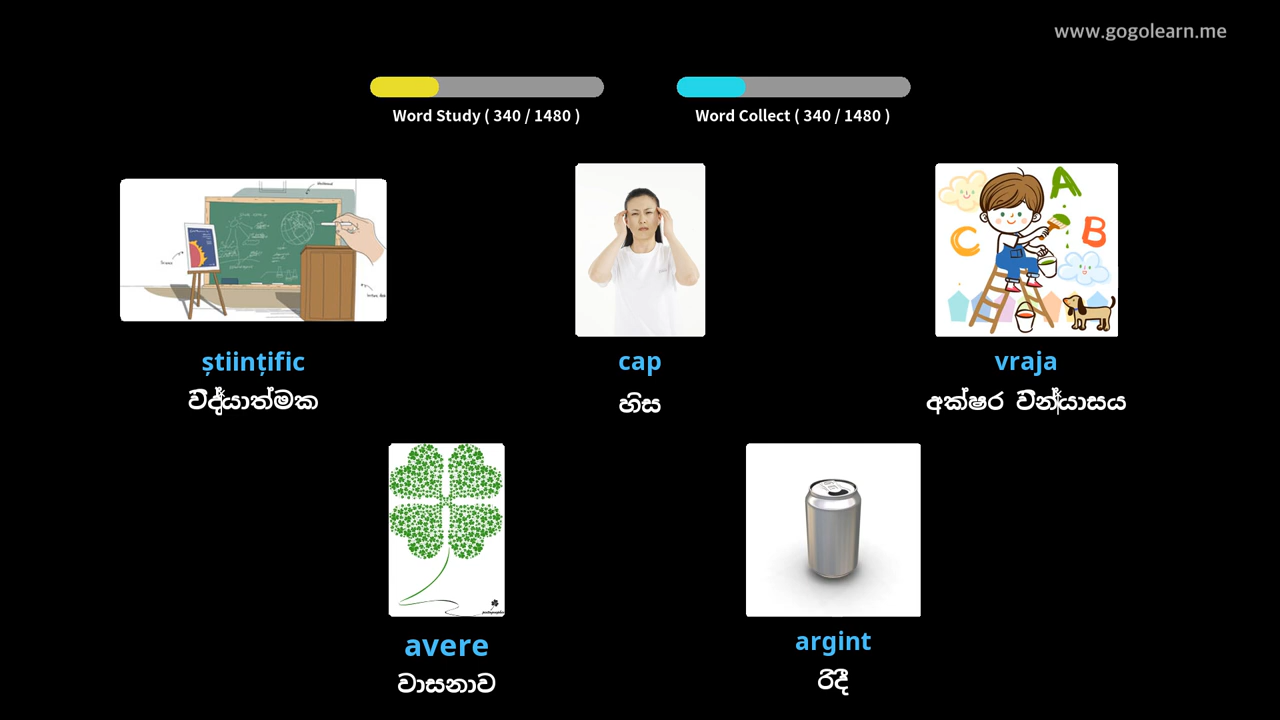 www.gogolearn.me
Word Study ( 340 / 1480 )
Word Collect ( 340 / 1480 )
științific
විද්‍යාත්මක
cap
හිස
vraja
අක්ෂර වින්‍යාසය
A
B
C
avere
වාසනාව
argint
රිදී